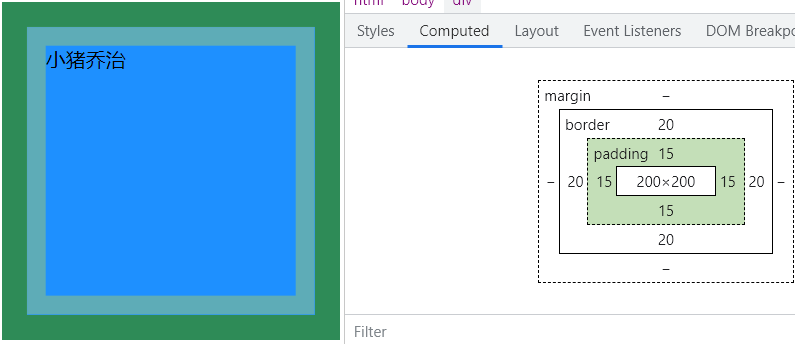 html body div
小猪乔治
Styles Computed Layout Event Listeners DOM Breakpo
margin –
border 20
padding 15
– 20 15 200×200 15 20 –
15
20
–
Filter